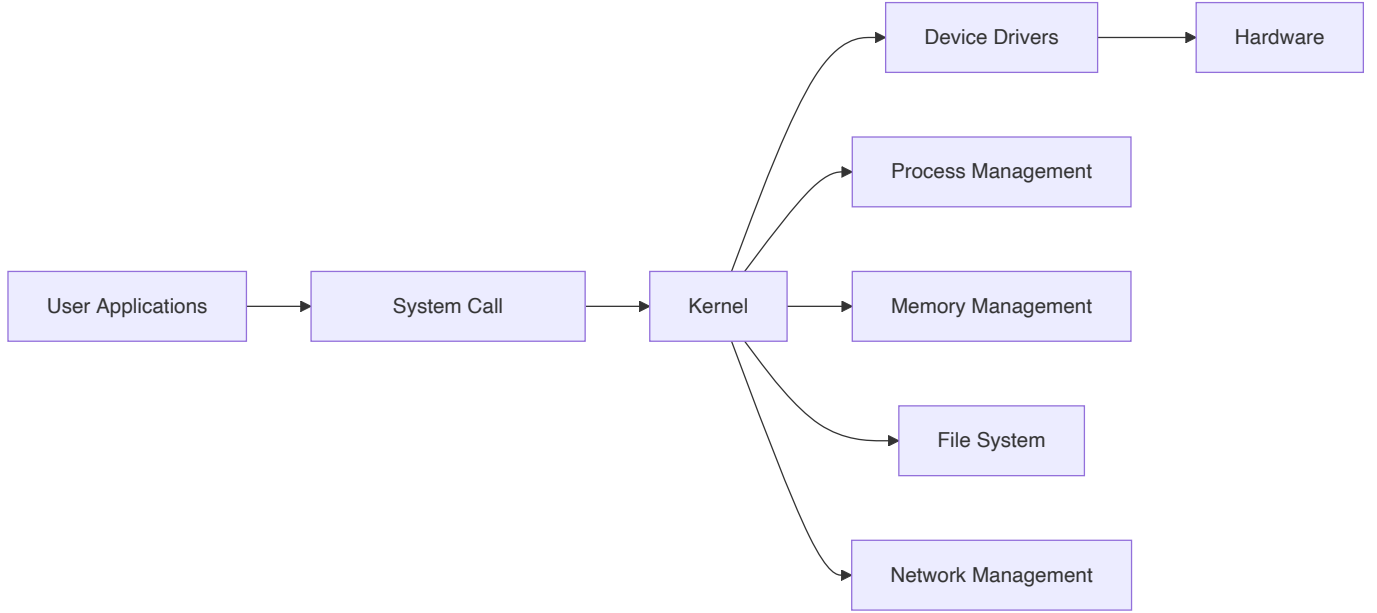 Device Drivers
Hardware
Process Management
User Applications
System Call
Kernel
Memory Management
File System
Network Management